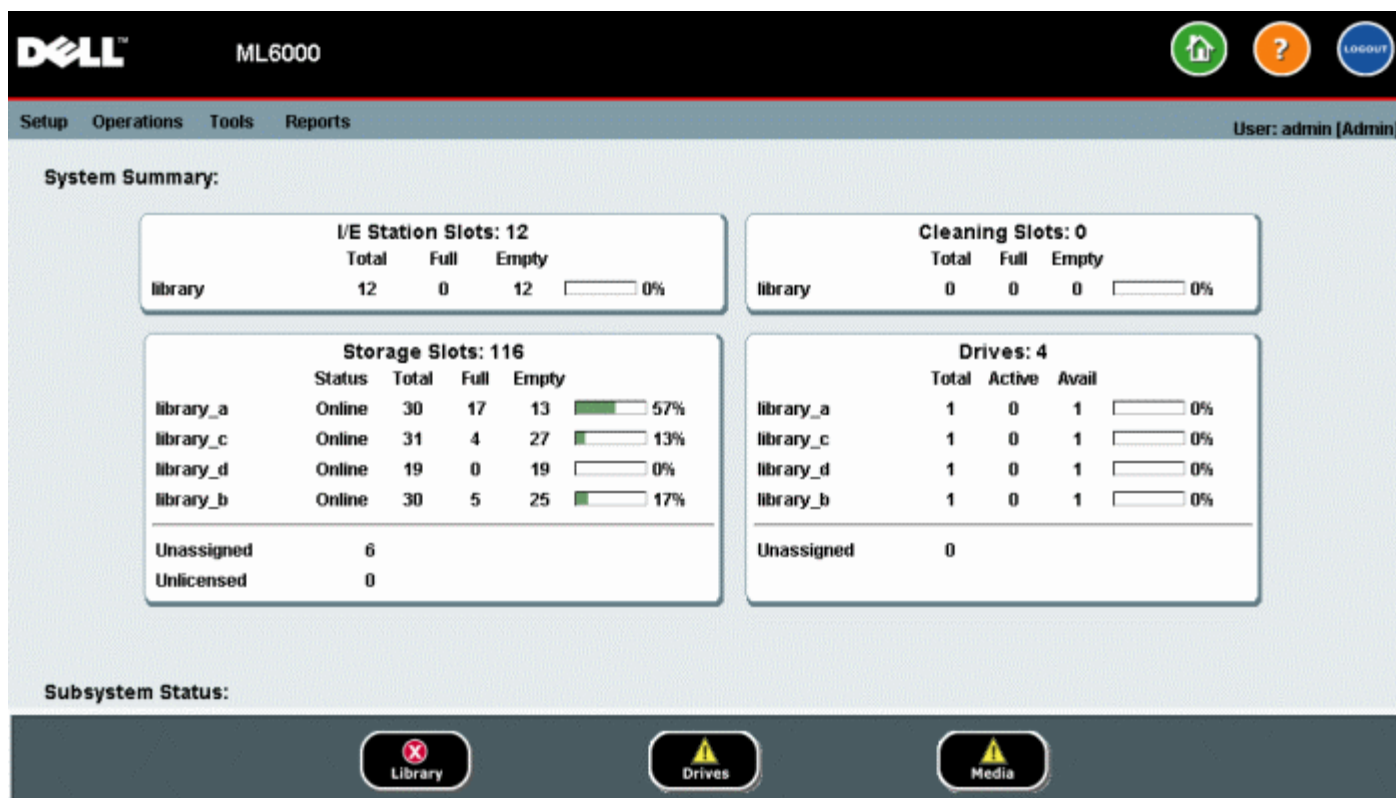 DELL™ ML6000 LOGOUT
Setup Operations Tools Reports User: admin [Admin]
System Summary:
I/E Station Slots: 12
Total Full Empty
library 12 0 12 0%
Cleaning Slots: 0
Total Full Empty
library 0 0 0 0%
Storage Slots: 116
Status Total Full Empty
library_a Online 30 17 13 57%
library_c Online 31 4 27 13%
library_d Online 19 0 19 0%
library_b Online 30 5 25 17%
Unassigned 6
Unlicensed 0
Drives: 4
Total Active Avail
library_a 1 0 1 0%
library_c 1 0 1 0%
library_d 1 0 1 0%
library_b 1 0 1 0%
Unassigned 0
Subsystem Status:
Library Drives Media